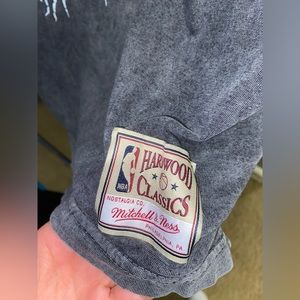 HARDWOOD
NBA
CLASSICS
NOSTALGIA CO.
Mitchell & Ness
PHILADELPHIA, PA